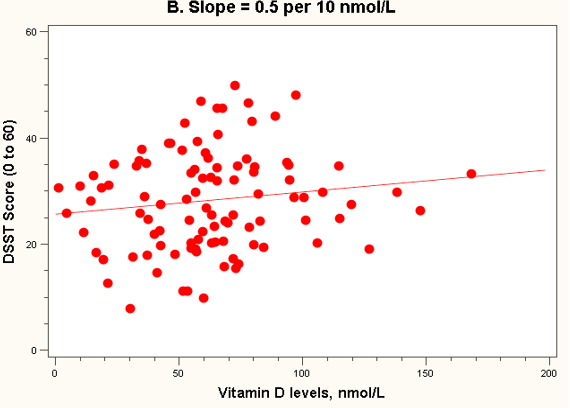 B. Slope = 0.5 per 10 nmol/L
60
40
20
0
DSST Score (0 to 60)
0 50 100 150 200
Vitamin D levels, nmol/L